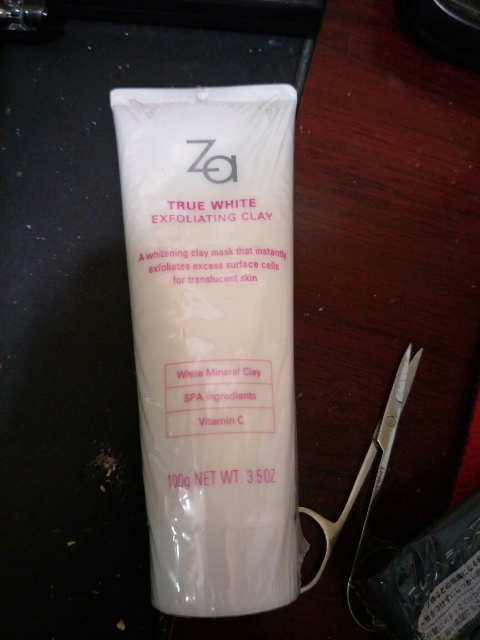 Za
TRUE WHITE
EXFOLIATING CLAY
A whitening clay mask that instantly
exfoliates excess surface cells
for translucent skin
White Mineral Clay
SPA ingredients
Vitamin C
100g NET WT. 3.5 OZ